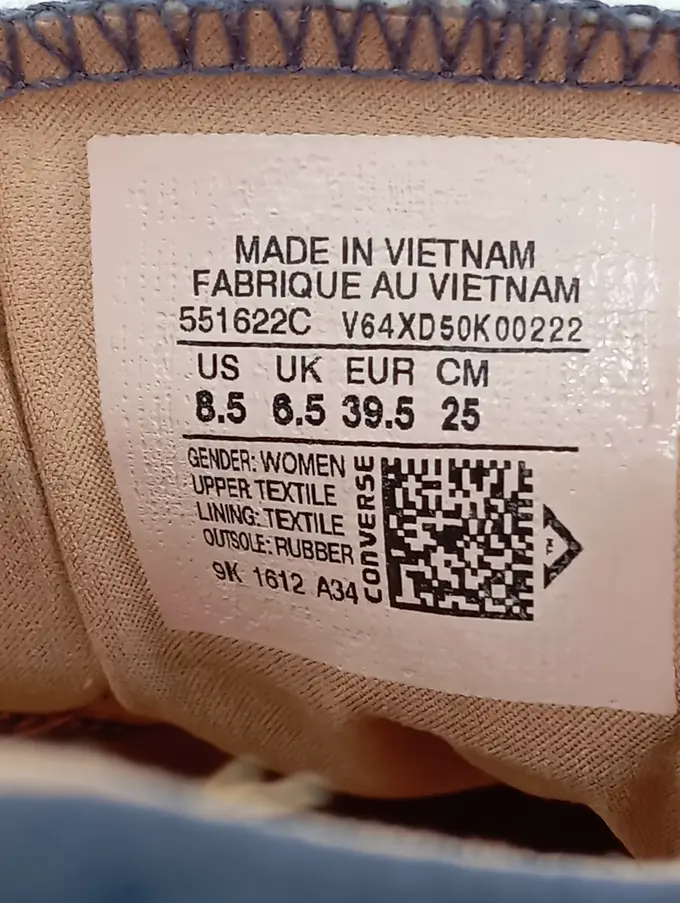 MADE IN VIETNAM
FABRIQUE AU VIETNAM
551622C V64XD50K00222
US UK EUR CM
8.5 6.5 39.5 25
GENDER: WOMEN
UPPER TEXTILE
LINING: TEXTILE
OUTSOLE: RUBBER
9K 1612 A34
CONVERSE
TM